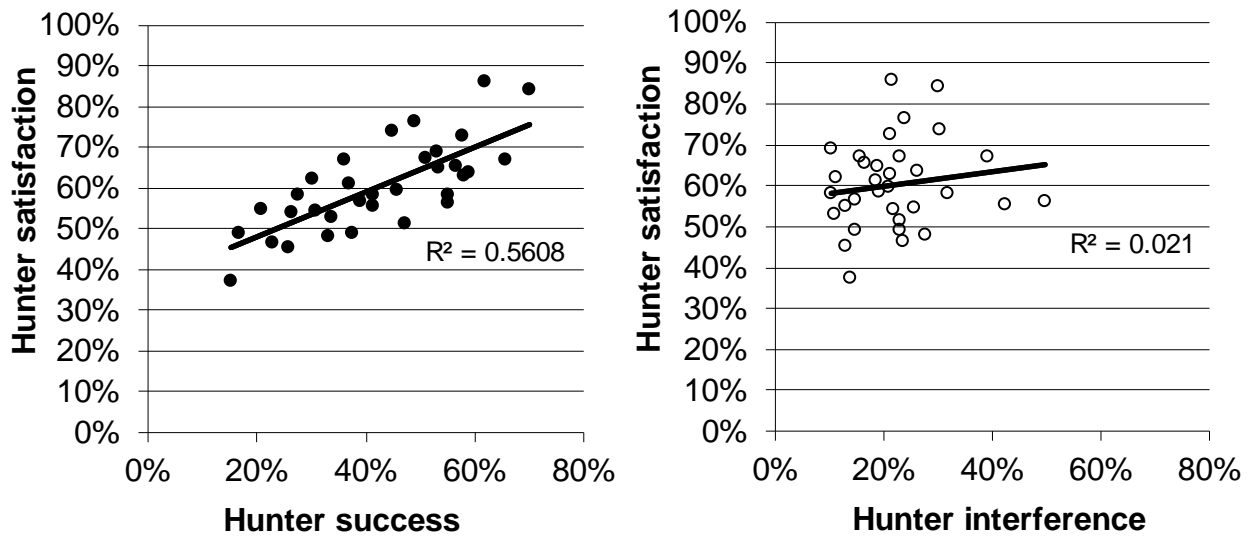 Hunter satisfaction
100%
90%
80%
70%
60%
50%
40%
30%
20%
10%
0%
R² = 0.5608
0% 20% 40% 60% 80%
Hunter success
Hunter satisfaction
100%
90%
80%
70%
60%
50%
40%
30%
20%
10%
0%
R² = 0.021
0% 20% 40% 60% 80%
Hunter interference